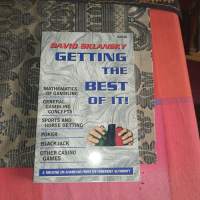 DAVID SKLANSKY
GETTING
THE
BEST
OF IT!
MATHEMATICS
OF GAMBLING
GENERAL
GAMBLING
CONCEPTS
SPORTS AND
HORSE BETTING
POKER
BLACKJACK
OTHER CASINO
GAMES